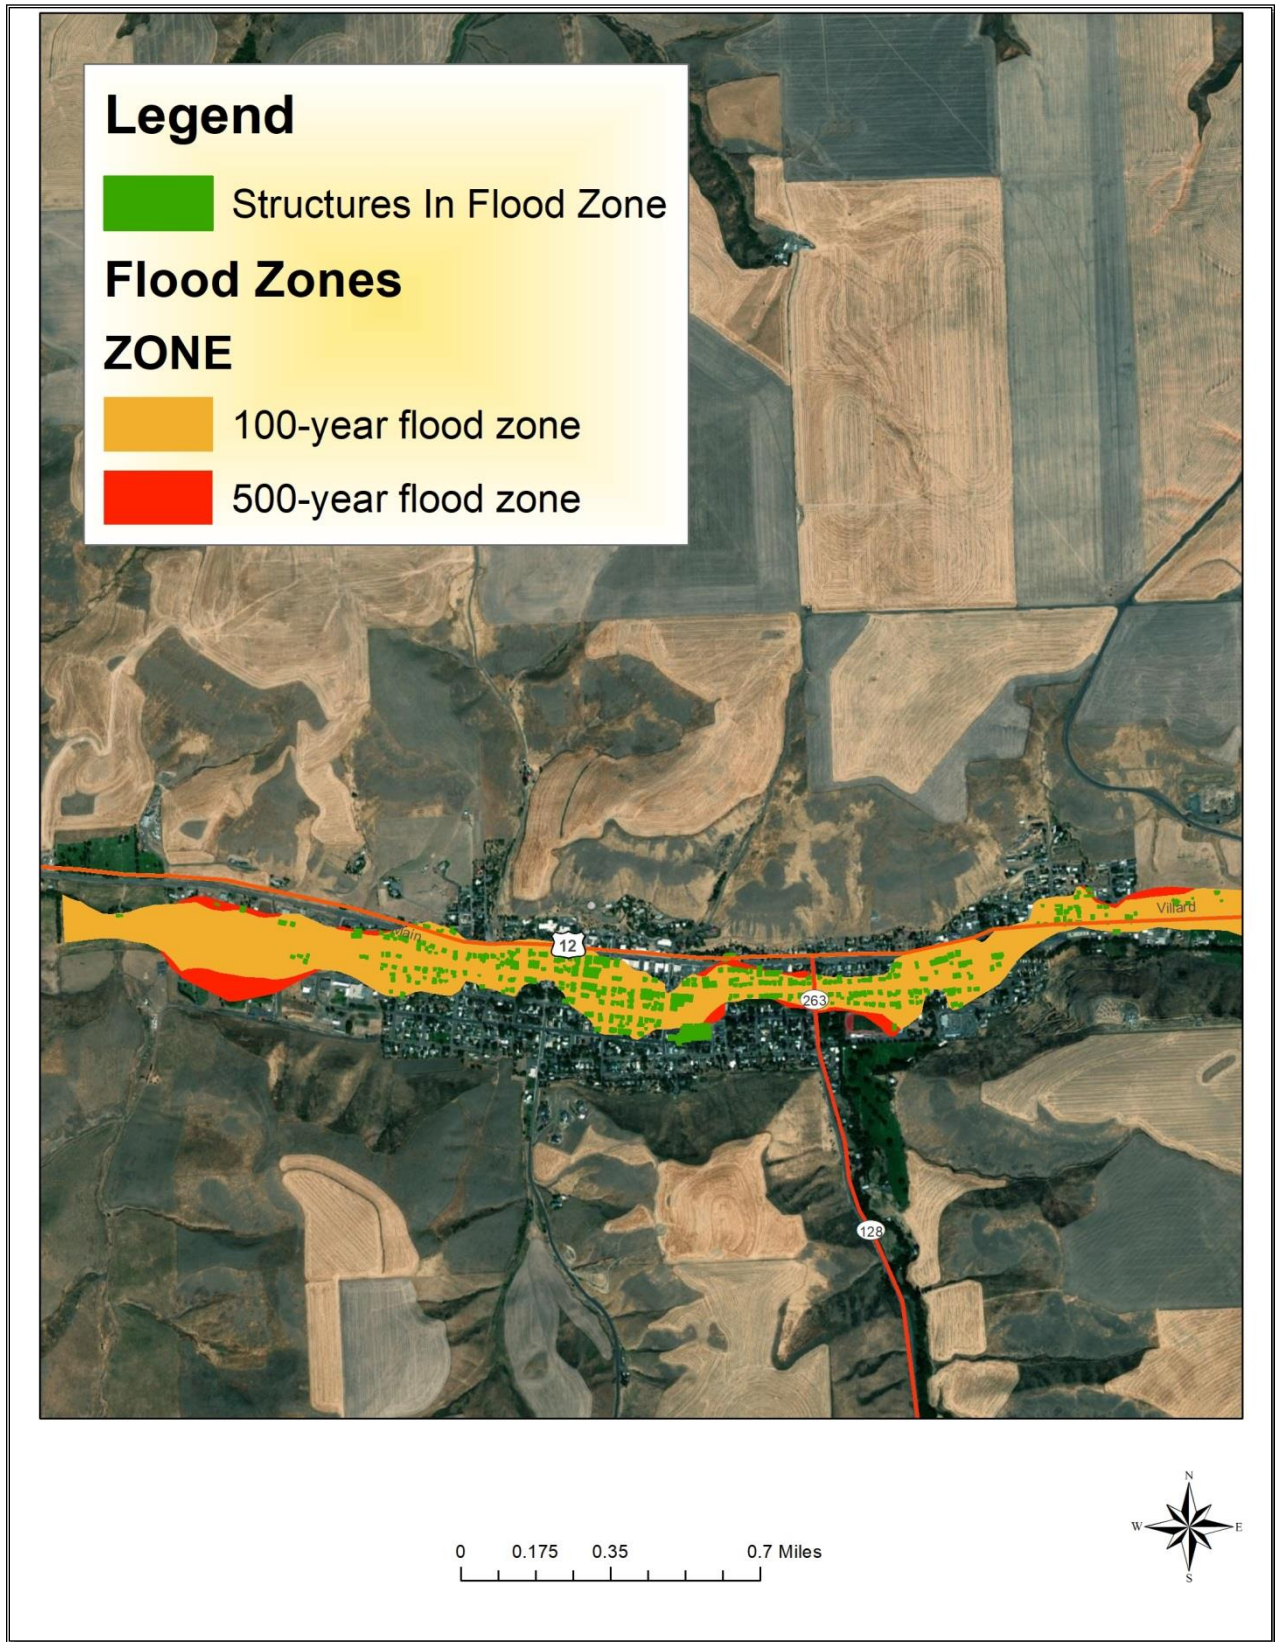 Legend
Structures In Flood Zone
Flood Zones
ZONE
100-year flood zone
500-year flood zone
Villard
Main
12
263
128
N
W E
S
0 0.175 0.35 0.7 Miles